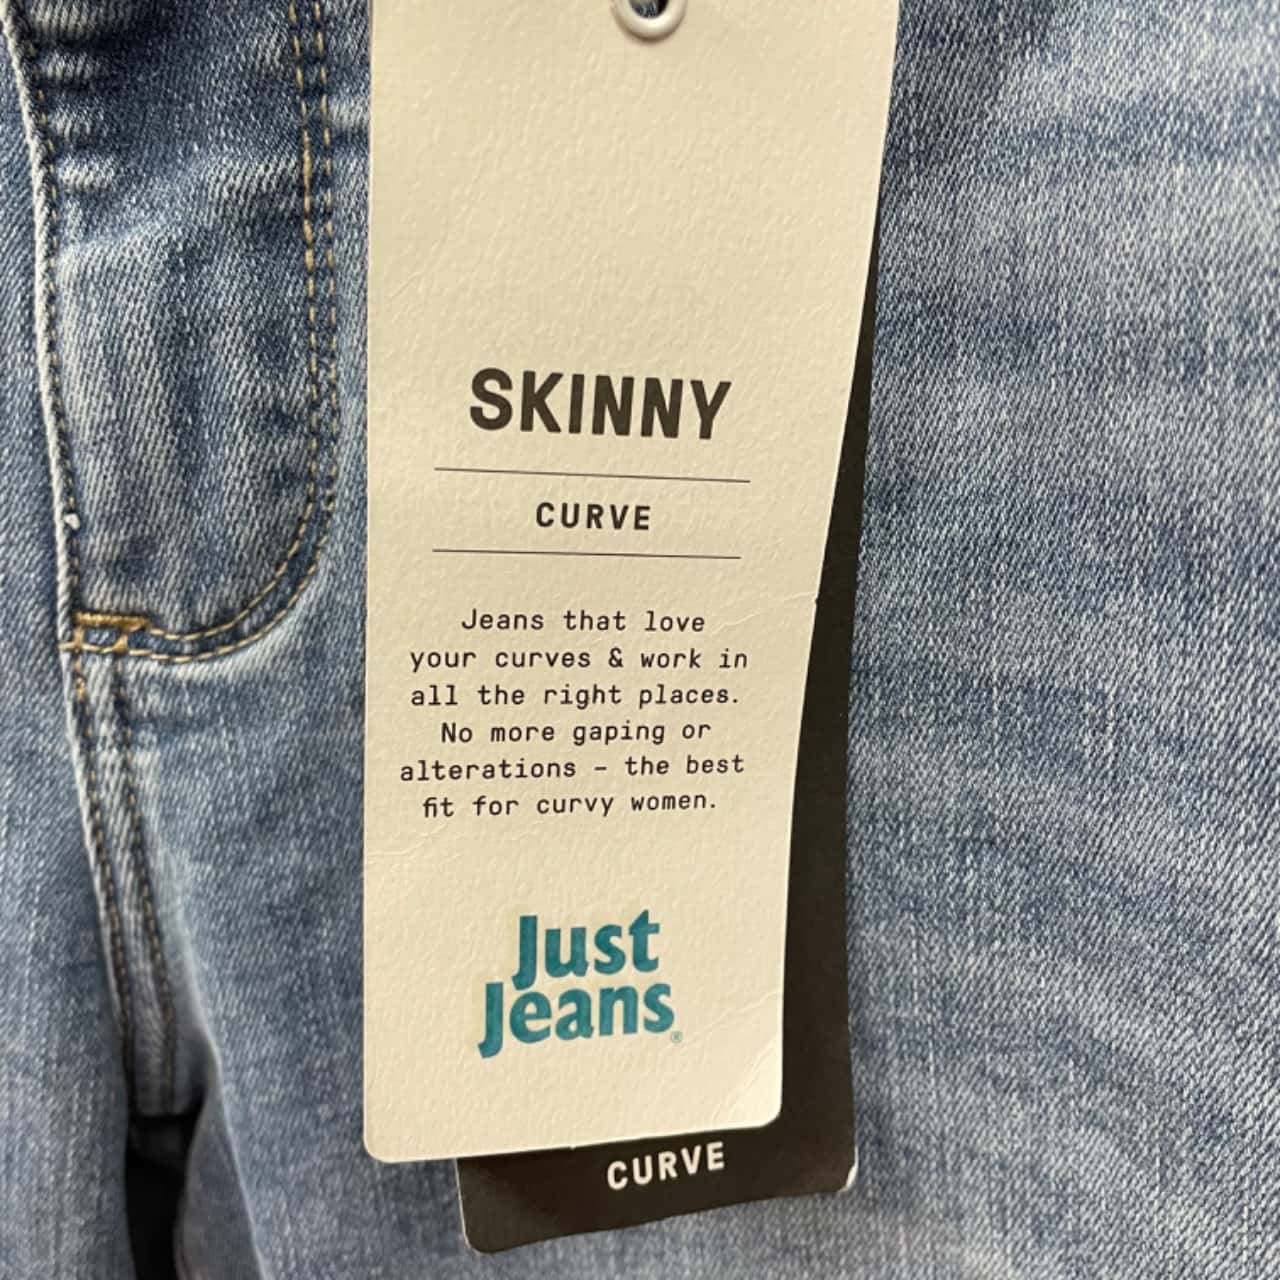 SKINNY
CURVE
Jeans that love
your curves & work in
all the right places.
No more gaping or
alterations – the best
fit for curvy women.
Just
Jeans®
CURVE